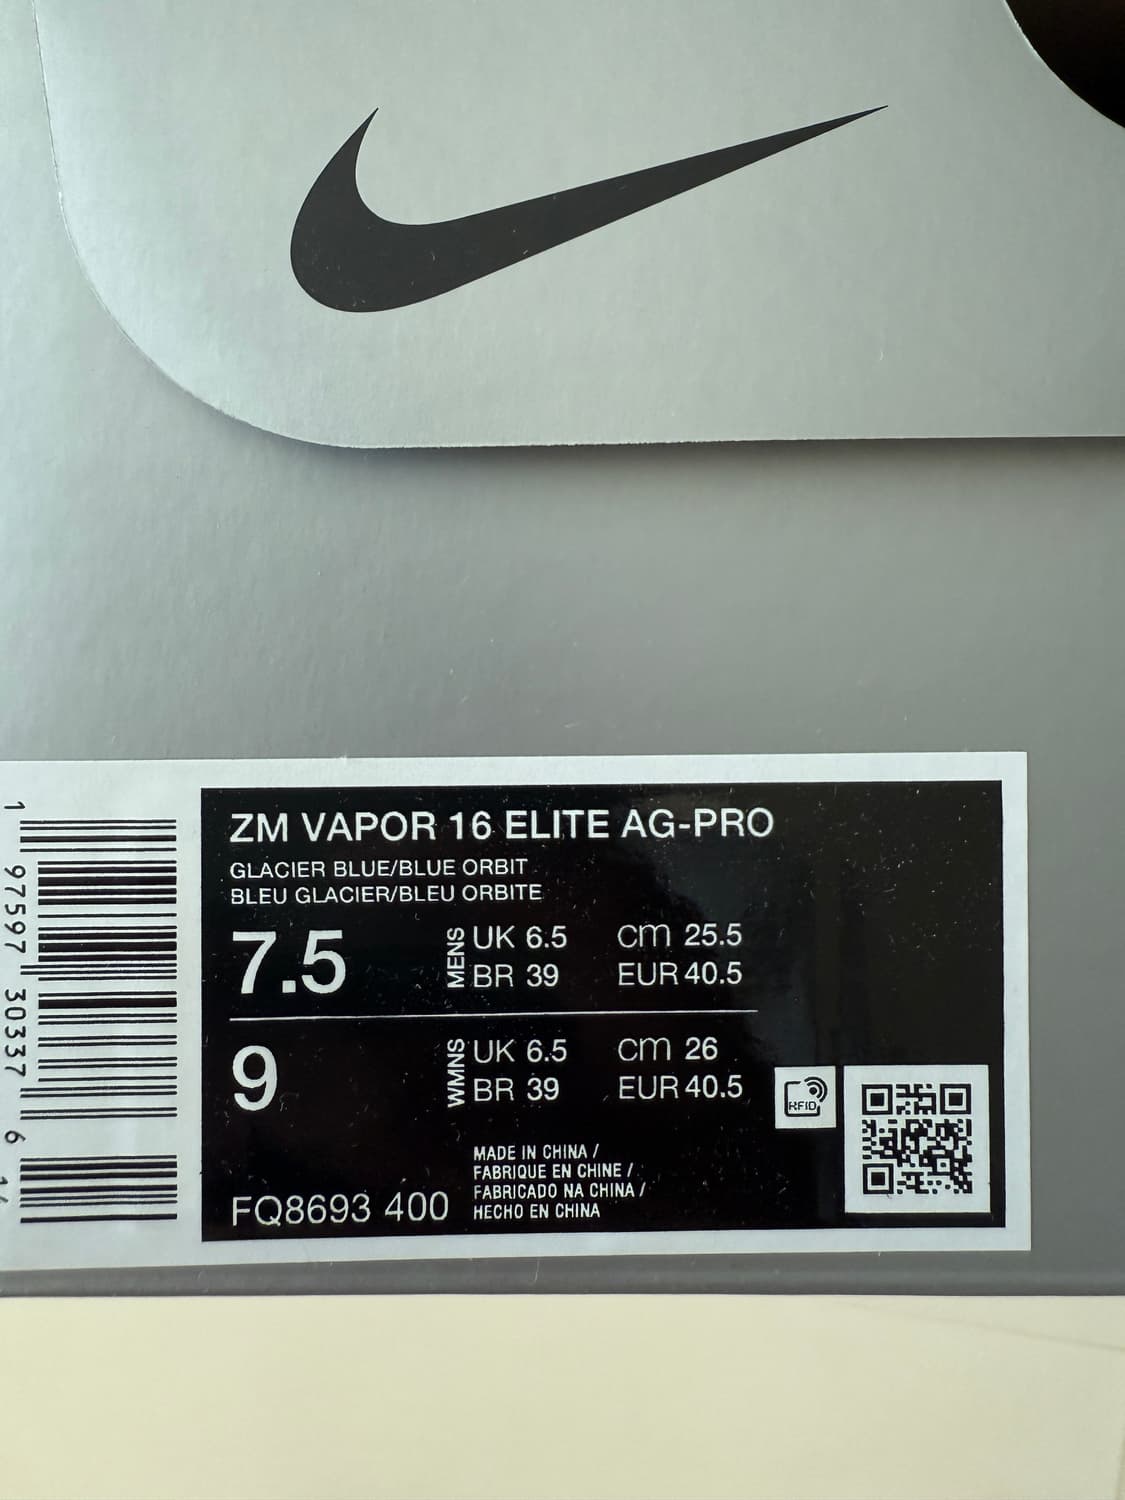 ZM VAPOR 16 ELITE AG-PRO
GLACIER BLUE/BLUE ORBIT
BLEU GLACIER/BLEU ORBITE
7.5
MENS
UK 6.5 cm 25.5
BR 39 EUR 40.5
9
WMNS
UK 6.5 cm 26
BR 39 EUR 40.5
RFID
MADE IN CHINA /
FABRIQUE EN CHINE /
FABRICADO NA CHINA /
HECHO EN CHINA
FQ8693 400
1 97597 30337 6